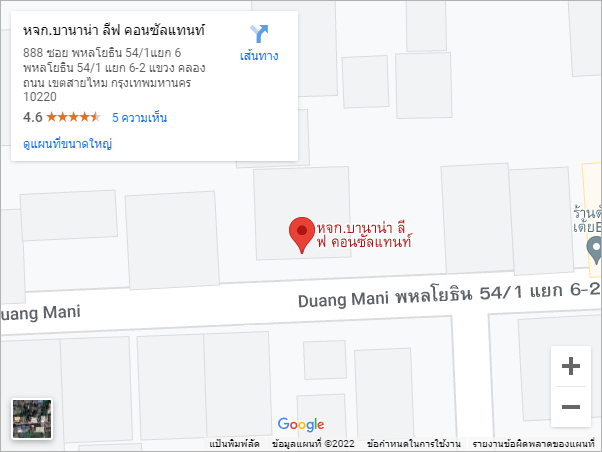 หจก.บานาน่า ลีฟ คอนซัลแทนท์
888 ซอย พหลโยธิน 54/1แยก 6
พหลโยธิน 54/1 แยก 6-2 แขวง คลอง
ถนน เขตสายไหม กรุงเทพมหานคร
10220
เส้นทาง
4.6
5 ความเห็น
ดูแผนที่ขนาดใหญ่
หจก.บานาน่า ลี
ฟ คอนซัลแทนท์
ร้านตั
เต้ยE
Duang Mani พหลโยธิน 54/1 แยก 6-2
uang Mani
Google
แป้นพิมพ์ลัด
ข้อมูลแผนที่ ©2022
ข้อกำหนดในการใช้งาน
รายงานข้อผิดพลาดของแผนที่